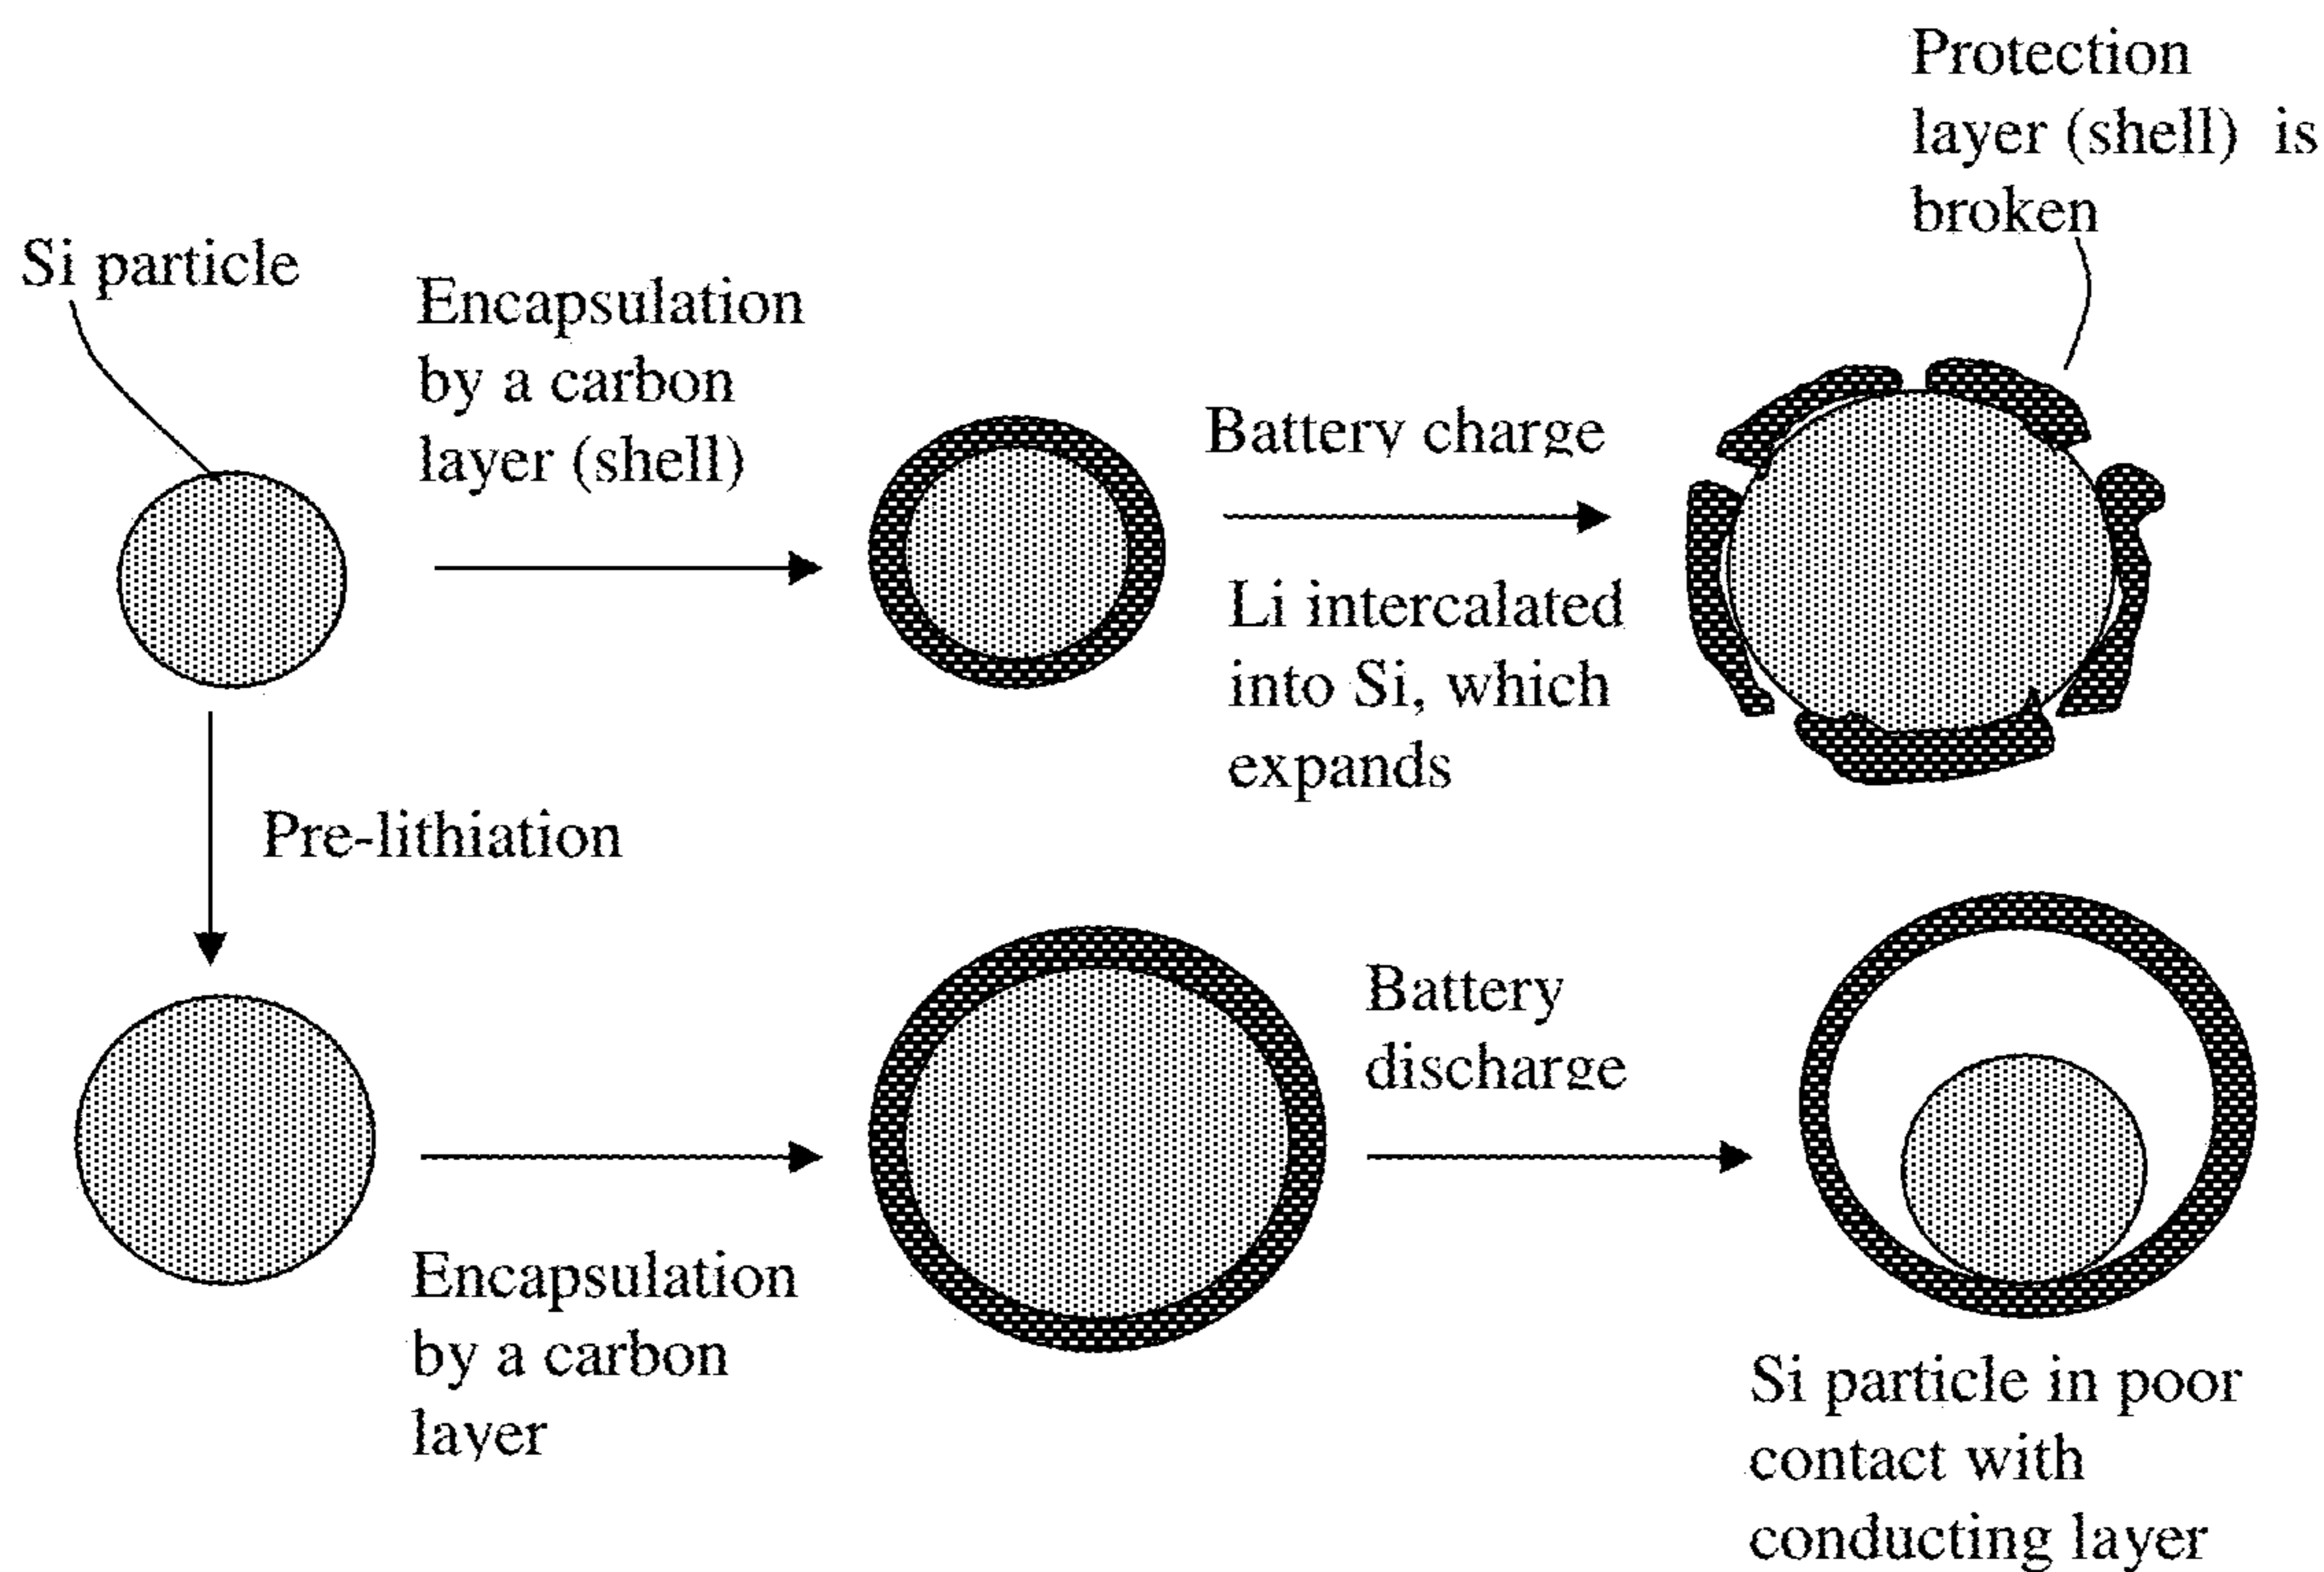 Protection
layer (shell) is
broken
Si particle
Encapsulation
by a carbon
layer (shell)
Battery charge
Li intercalated
into Si, which
expands
Pre-lithiation
Battery
discharge
Encapsulation
by a carbon
layer
Si particle in poor
contact with
conducting layer